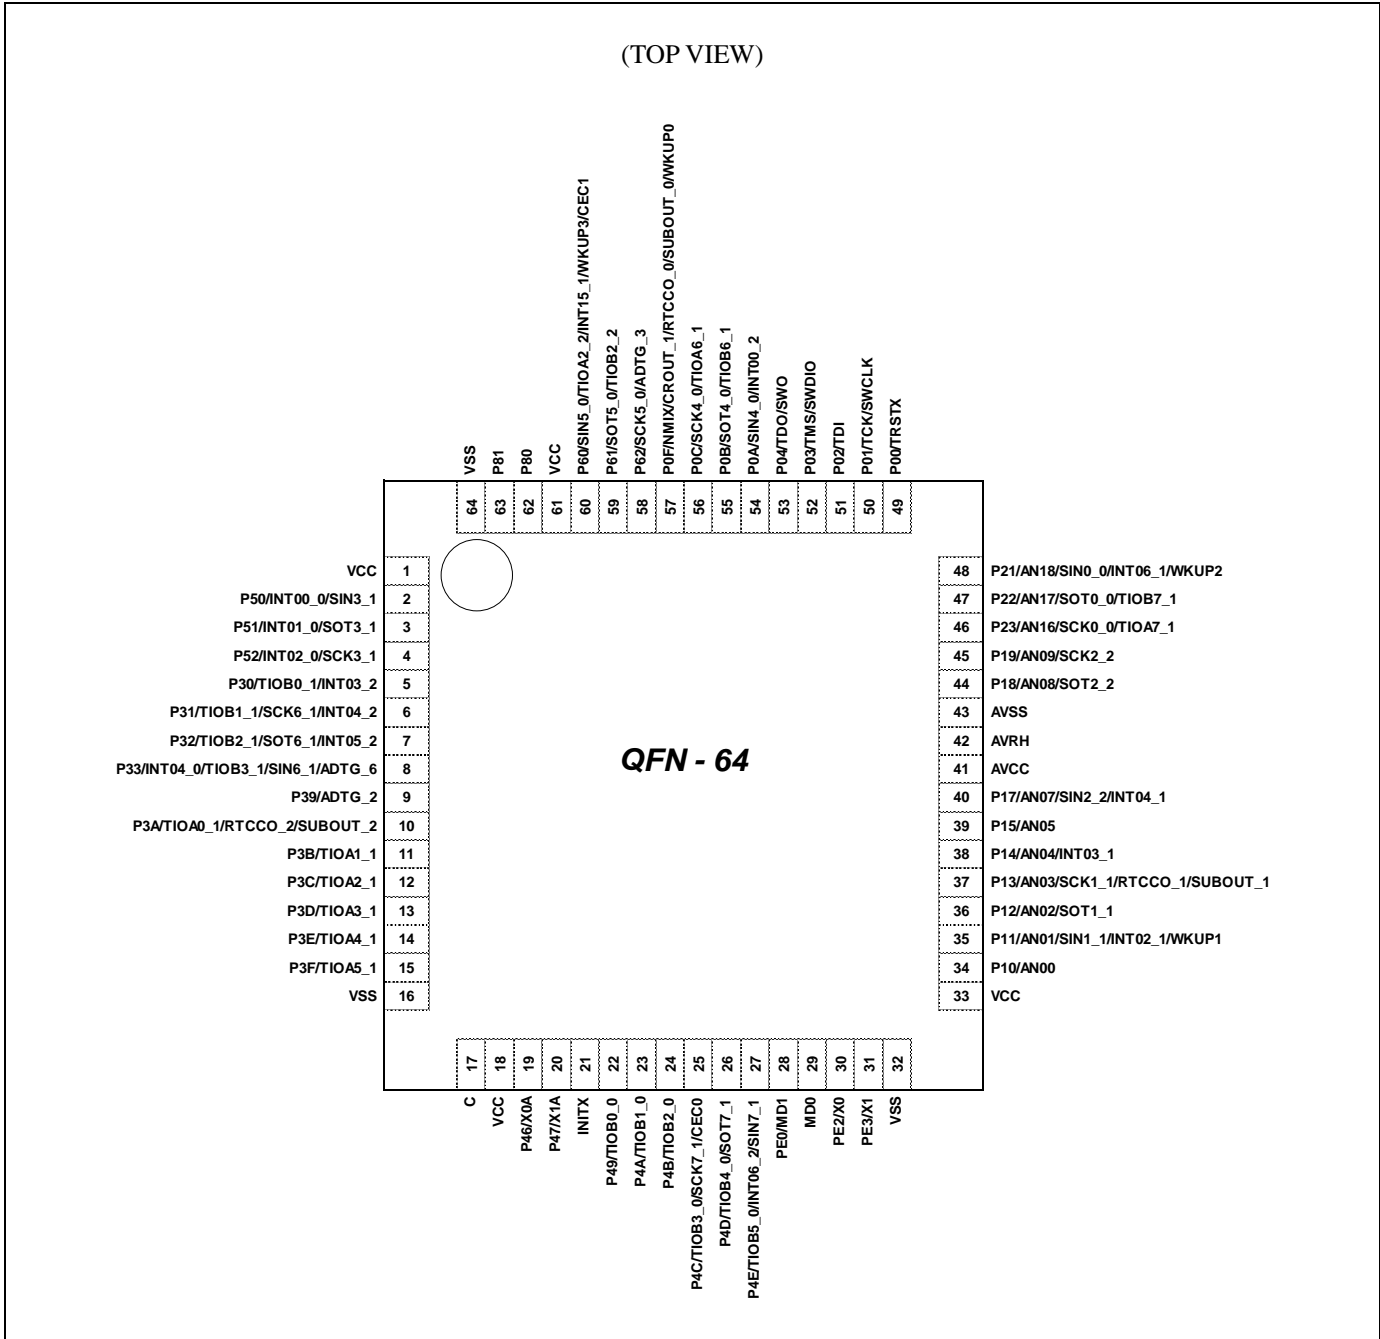 (TOP VIEW)
VSS
P81
P80
VCC
P60/SIN5_0/TIOA2_2/INT15_1/WKUP3/CEC1
P61/SOT5_0/TIOB2_2
P62/SCK5_0/ADTG_3
P0F/NMIX/CROUT_1/RTCCO_0/SUBOUT_0/WKUP0
P0C/SCK4_0/TIOA6_1
P0B/SOT4_0/TIOB6_1
P0A/SIN4_0/INT00_2
P04/TDO/SWO
P03/TMS/SWDIO
P02/TDI
P01/TCK/SWCLK
P00/TRSTX
64 63 62 61 60 59 58 57 56 55 54 53 52 51 50 49
VCC 1
P50/INT00_0/SIN3_1 2
P51/INT01_0/SOT3_1 3
P52/INT02_0/SCK3_1 4
P30/TIOB0_1/INT03_2 5
P31/TIOB1_1/SCK6_1/INT04_2 6
P32/TIOB2_1/SOT6_1/INT05_2 7
P33/INT04_0/TIOB3_1/SIN6_1/ADTG_6 8
P39/ADTG_2 9
P3A/TIOA0_1/RTCCO_2/SUBOUT_2 10
P3B/TIOA1_1 11
P3C/TIOA2_1 12
P3D/TIOA3_1 13
P3E/TIOA4_1 14
P3F/TIOA5_1 15
VSS 16
QFN - 64
48 P21/AN18/SIN0_0/INT06_1/WKUP2
47 P22/AN17/SOT0_0/TIOB7_1
46 P23/AN16/SCK0_0/TIOA7_1
45 P19/AN09/SCK2_2
44 P18/AN08/SOT2_2
43 AVSS
42 AVRH
41 AVCC
40 P17/AN07/SIN2_2/INT04_1
39 P15/AN05
38 P14/AN04/INT03_1
37 P13/AN03/SCK1_1/RTCCO_1/SUBOUT_1
36 P12/AN02/SOT1_1
35 P11/AN01/SIN1_1/INT02_1/WKUP1
34 P10/AN00
33 VCC
17 18 19 20 21 22 23 24 25 26 27 28 29 30 31 32
C
VCC
P46/X0A
P47/X1A
INITX
P49/TIOB0_0
P4A/TIOB1_0
P4B/TIOB2_0
P4C/TIOB3_0/SCK7_1/CEC0
P4D/TIOB4_0/SOT7_1
P4E/TIOB5_0/INT06_2/SIN7_1
PE0/MD1
MD0
PE2/X0
PE3/X1
VSS